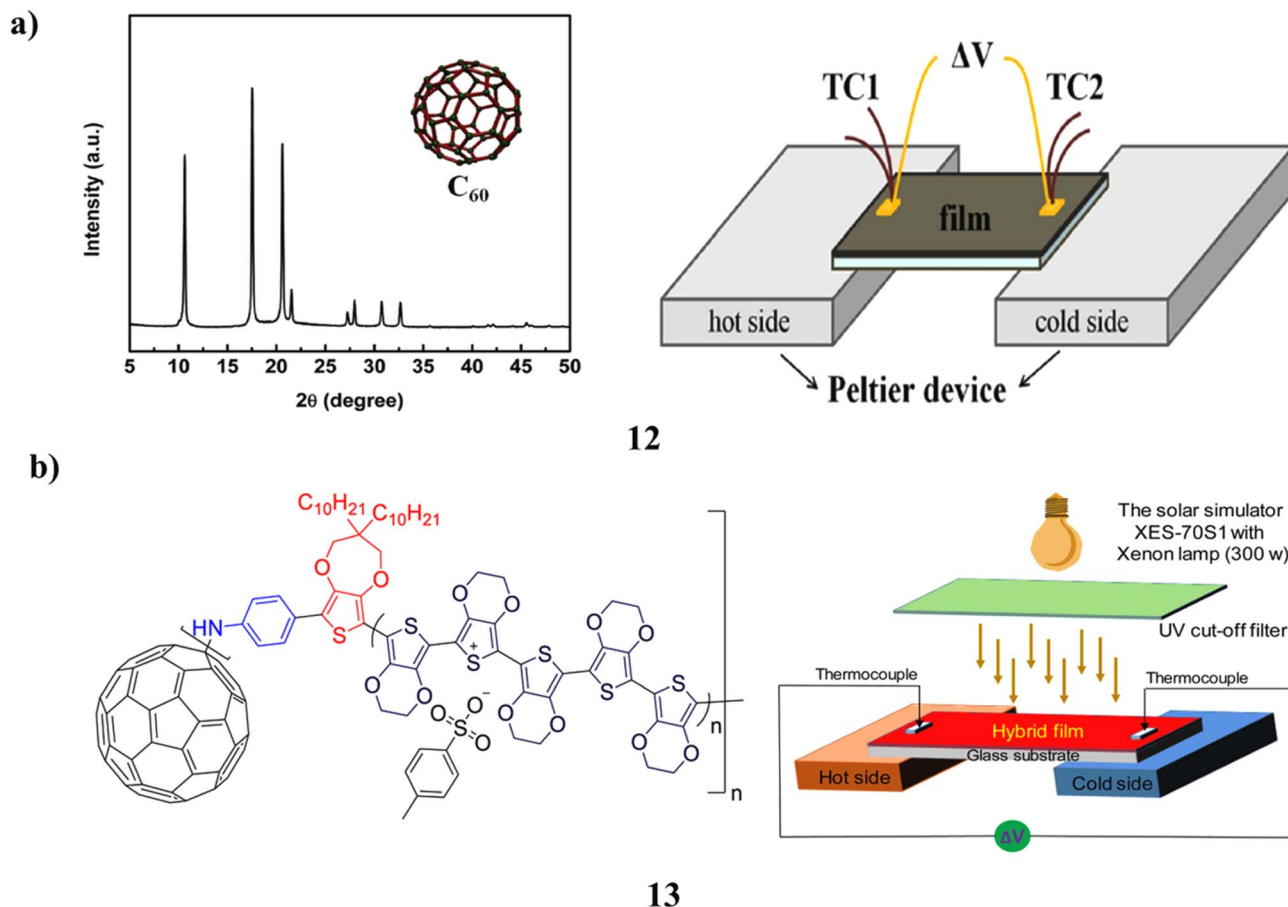 a)
Intensity (a.u.)
C₆₀
5 10 15 20 25 30 35 40 45 50
2θ (degree)
ΔV
TC1
TC2
film
hot side
cold side
Peltier device
12
b)
C₁₀H₂₁
C₁₀H₂₁
O
O
HN
S
O
O
O
O
S
S
+
S
S
S
O
O
O
O
O
O
O
S
O⁻
O
n
n
The solar simulator
XES-70S1 with
Xenon lamp (300 w)
UV cut-off filter
Thermocouple
Thermocouple
Hybrid film
Glass substrate
Hot side
Cold side
ΔV
13